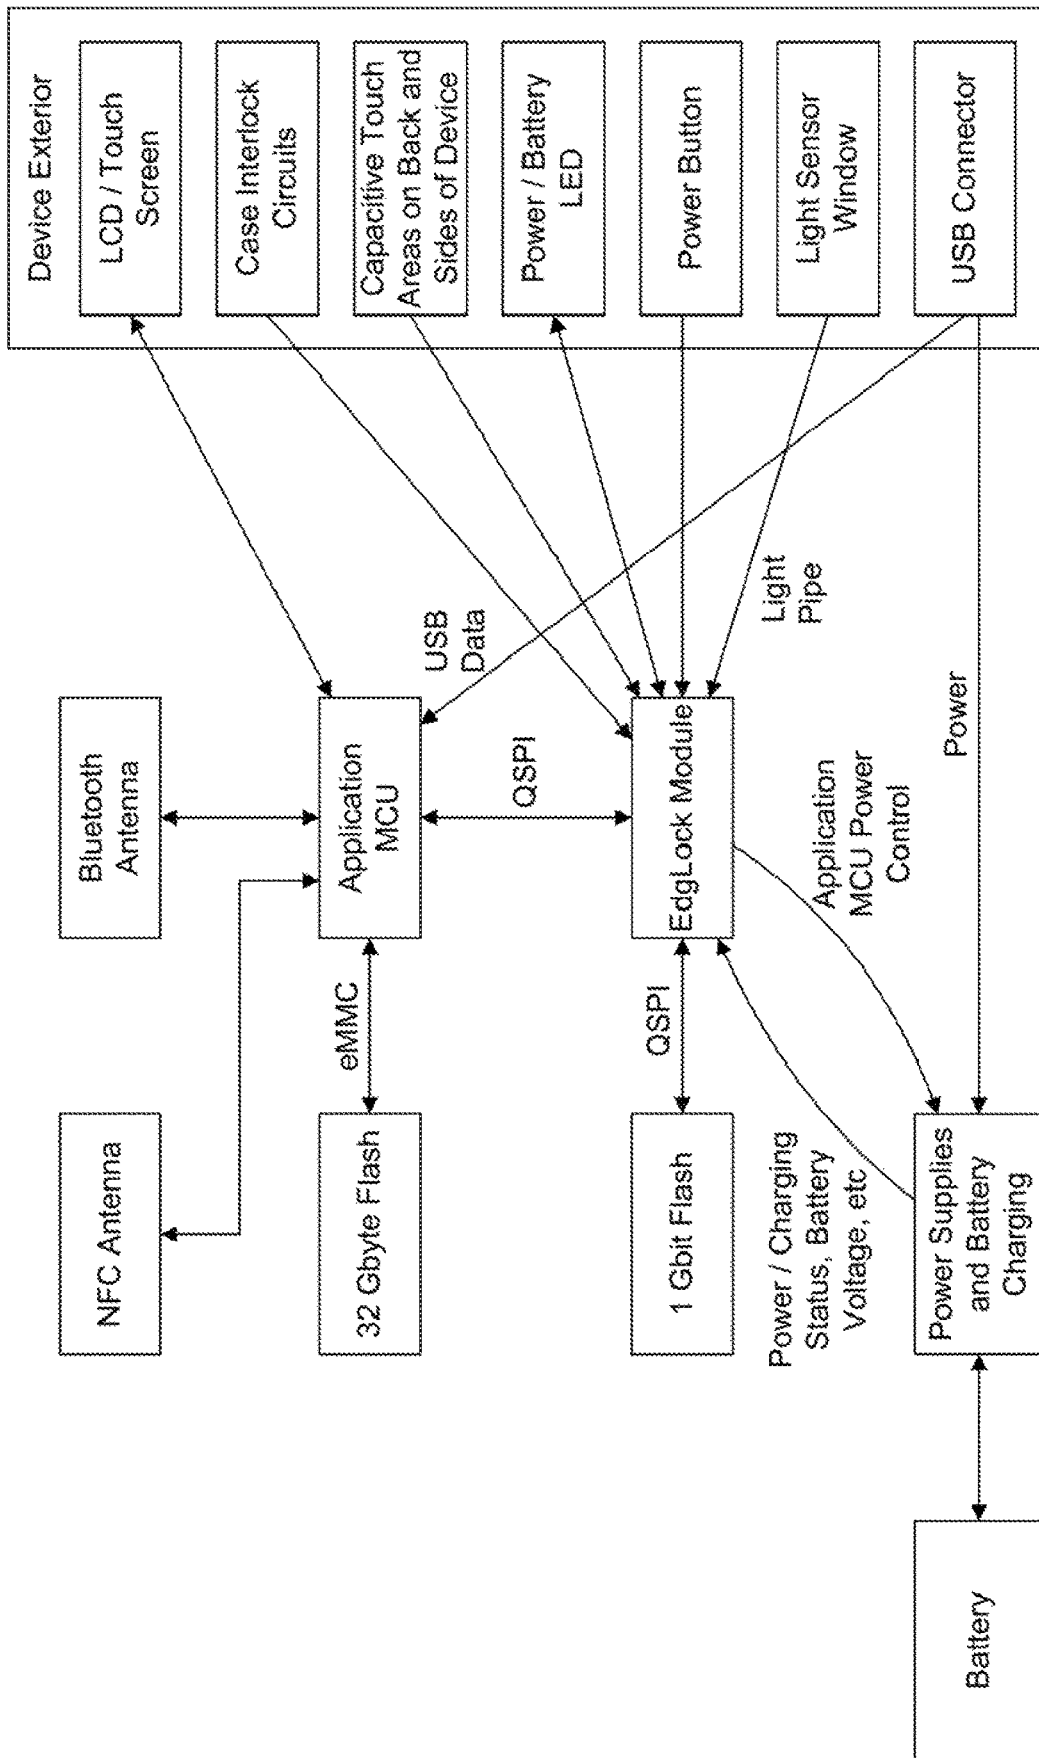 Device Exterior
LCD / Touch
Screen
Case Interlock
Circuits
Capacitive Touch
Areas on Back and
Sides of Device
Power / Battery
LED
Power Button
Light Sensor
Window
USB Connector
USB
Data
Light
Pipe
Power
Bluetooth
Antenna
Application
MCU
QSPI
EdgLock Module
Application
MCU Power
Control
eMMC
QSPI
NFC Antenna
32 Gbyte Flash
1 Gbit Flash
Power / Charging
Status, Battery
Voltage, etc
Power Supplies
and Battery
Charging
Battery